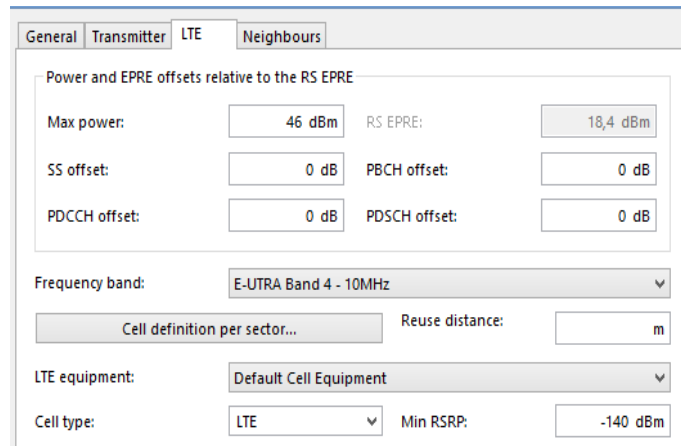 General Transmitter LTE Neighbours
Power and EPRE offsets relative to the RS EPRE
Max power: 46 dBm RS EPRE: 18,4 dBm
SS offset: 0 dB PBCH offset: 0 dB
PDCCH offset: 0 dB PDSCH offset: 0 dB
Frequency band: E-UTRA Band 4 - 10MHz
Cell definition per sector... Reuse distance: m
LTE equipment: Default Cell Equipment
Cell type: LTE Min RSRP: -140 dBm